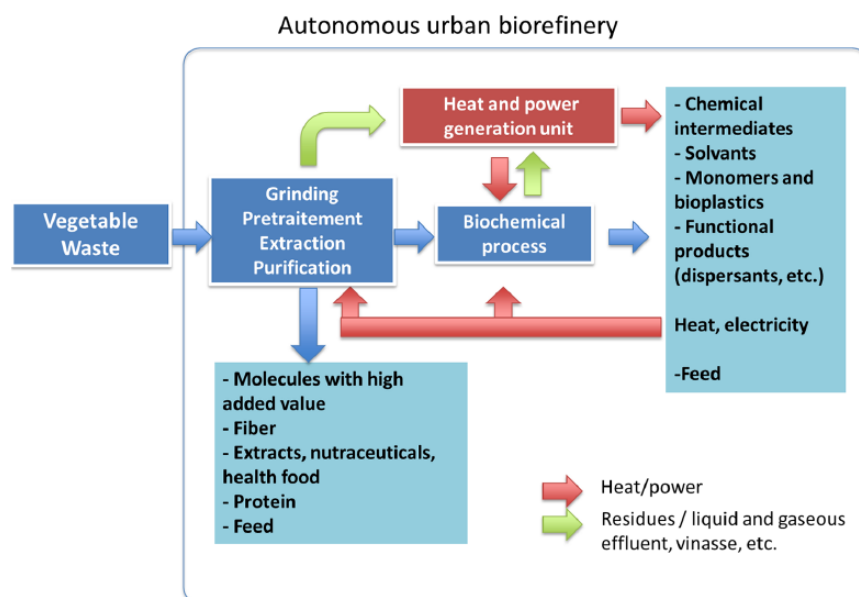 Autonomous urban biorefinery
Heat and power
generation unit
- Chemical
intermediates
- Solvants
- Monomers and
bioplastics
- Functional
products
(dispersants, etc.)
Heat, electricity
-Feed
Vegetable
Waste
Grinding
Pretraitement
Extraction
Purification
Biochemical
process
- Molecules with high
added value
- Fiber
- Extracts, nutraceuticals,
health food
- Protein
- Feed
Heat/power
Residues / liquid and gaseous
effluent, vinasse, etc.